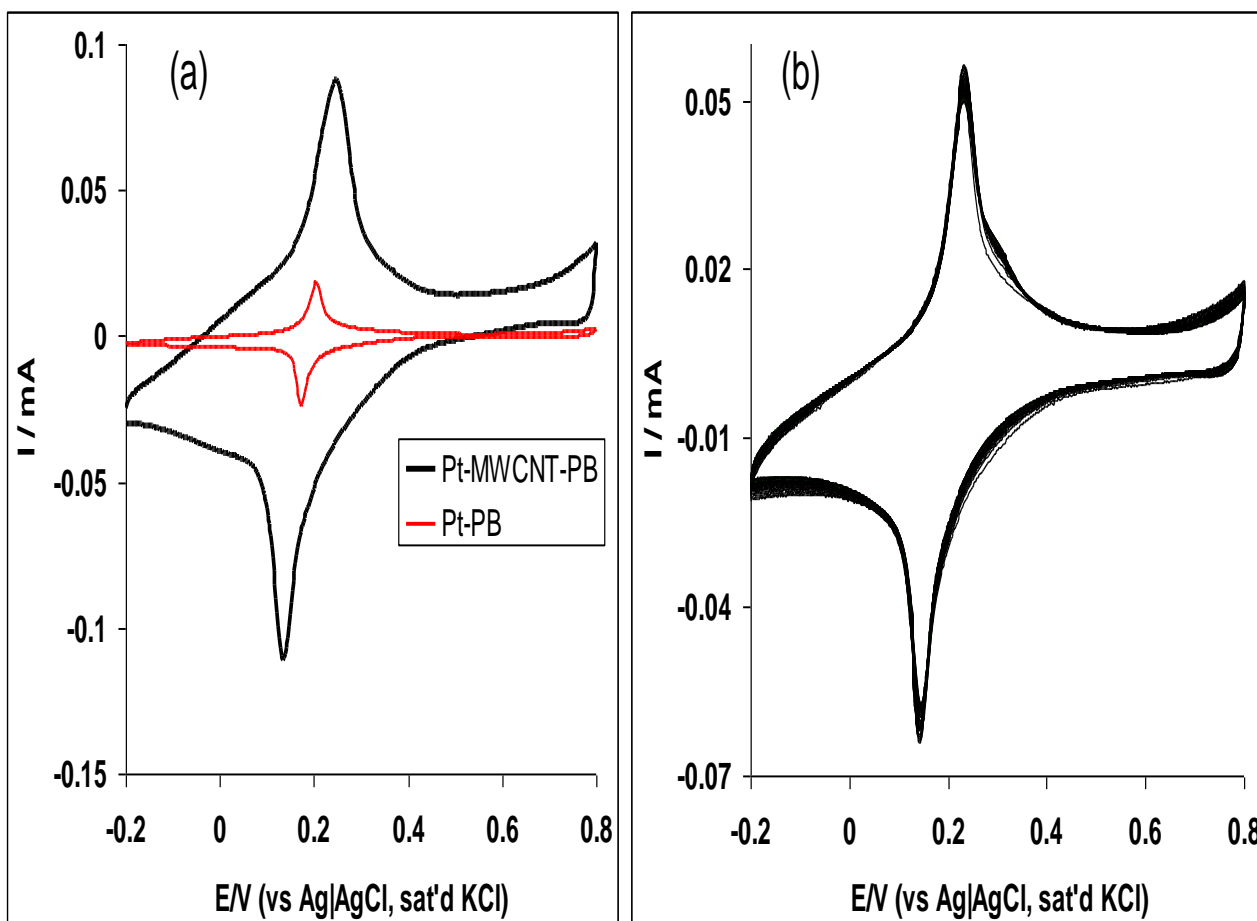 (a)
0.1
0.05
0
-0.05
-0.1
-0.15
I / mA
-0.2 0 0.2 0.4 0.6 0.8
E/V (vs Ag|AgCl, sat'd KCl)
Pt-MWCNT-PB
Pt-PB
(b)
0.05
0.02
-0.01
-0.04
-0.07
I / mA
-0.2 0 0.2 0.4 0.6 0.8
E/V (vs Ag|AgCl, sat'd KCl)